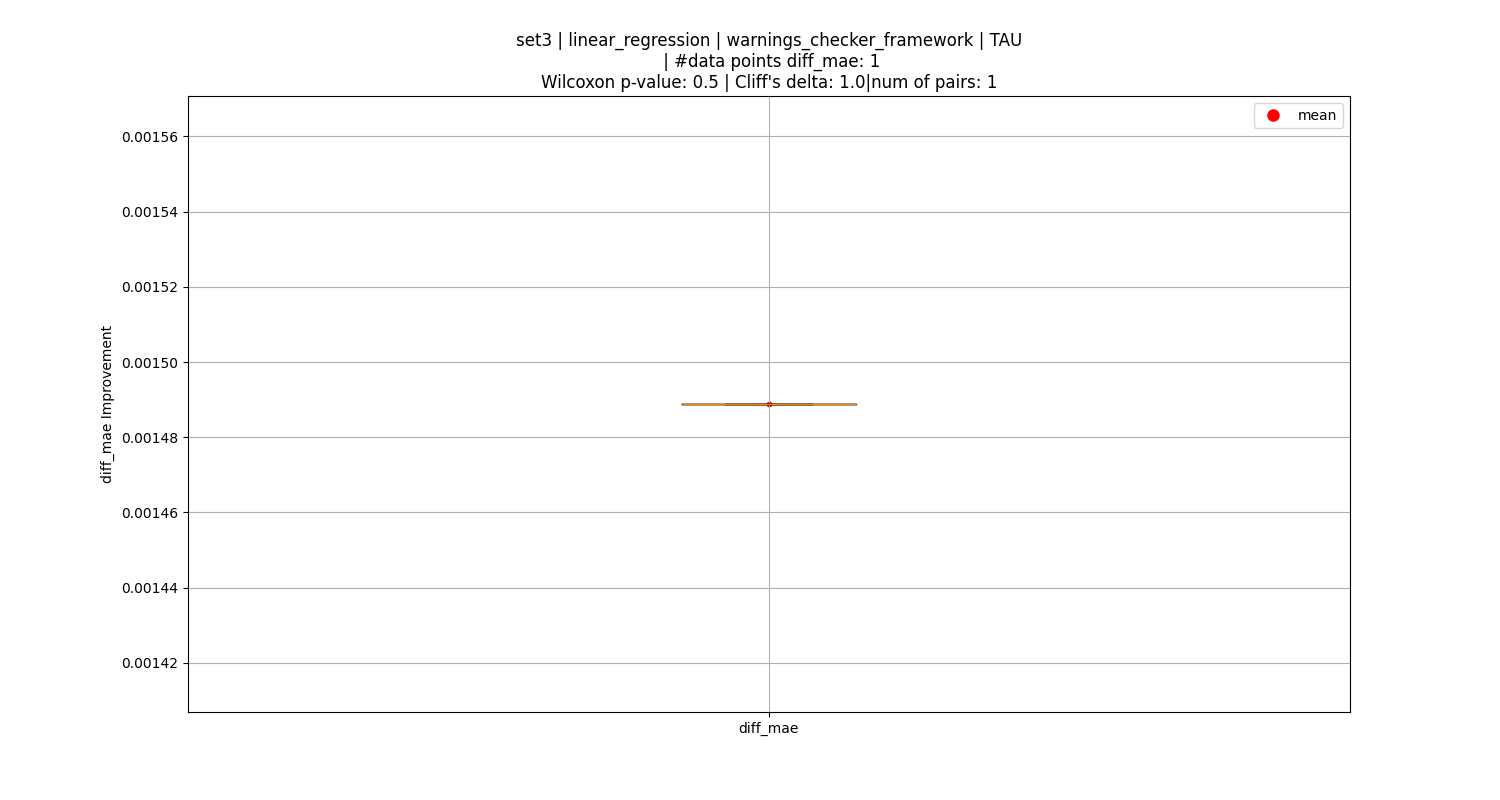 set3 | linear_regression | warnings_checker_framework | TAU
| #data points diff_mae: 1
Wilcoxon p-value: 0.5 | Cliff's delta: 1.0|num of pairs: 1
mean
0.00156
0.00154
0.00152
0.00150
0.00148
0.00146
0.00144
0.00142
diff_mae Improvement
diff_mae